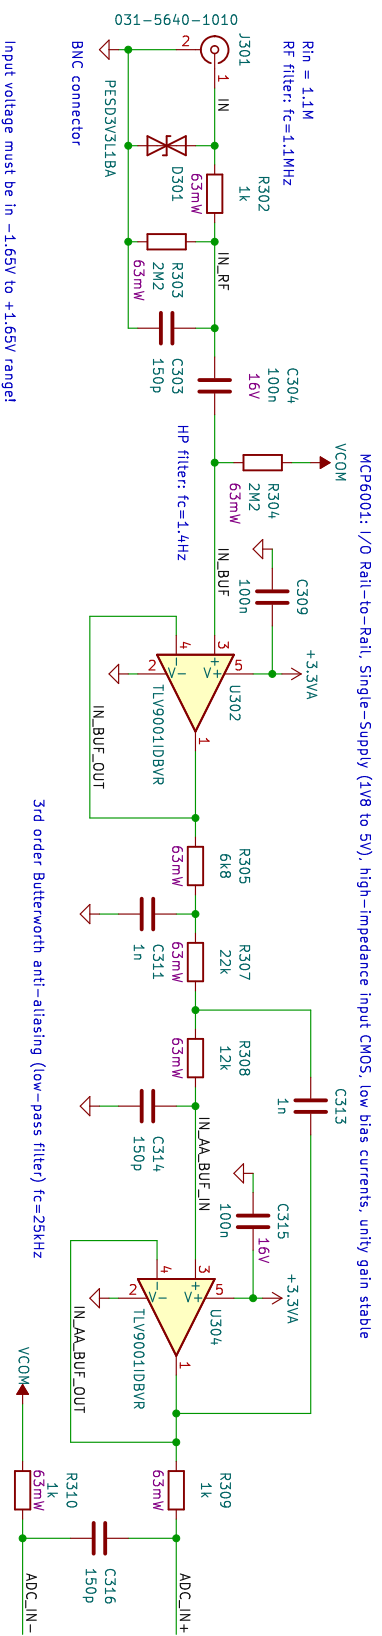 031-5640-1010
J301
2
1
BNC connector
Input voltage must be in -1.65V to +1.65V range!
Rin = 1.1M
RF filter: fc=1.1MHz
IN
PESD3V3L1BA
D301
R302
1k
63mW
IN_RF
R303
2M2
63mW
C303
150p
C304
100n
16V
VCOM
R304
2M2
63mW
HP filter: fc=1.4Hz
MCP6001: I/O Rail-to-Rail, Single-Supply (1V8 to 5V), high-impedance input CMOS, low bias currents, unity gain stable
IN_BUF
C309
100n
+3.3VA
3
4
+
-
V+
V-
5
2
1
U302
TLV9001IDBVR
IN_BUF_OUT
R305
6k8
63mW
C311
1n
R307
22k
63mW
R308
12k
63mW
C313
1n
C314
150p
3rd order Butterworth anti-aliasing (low-pass filter) fc=25kHz
IN_AA_BUF_IN
C315
100n
16V
+3.3VA
3
4
+
-
V+
V-
5
2
1
U304
TLV9001IDBVR
IN_AA_BUF_OUT
VCOM
R309
1k
63mW
R310
1k
63mW
C316
150p
ADC_IN+
ADC_IN-